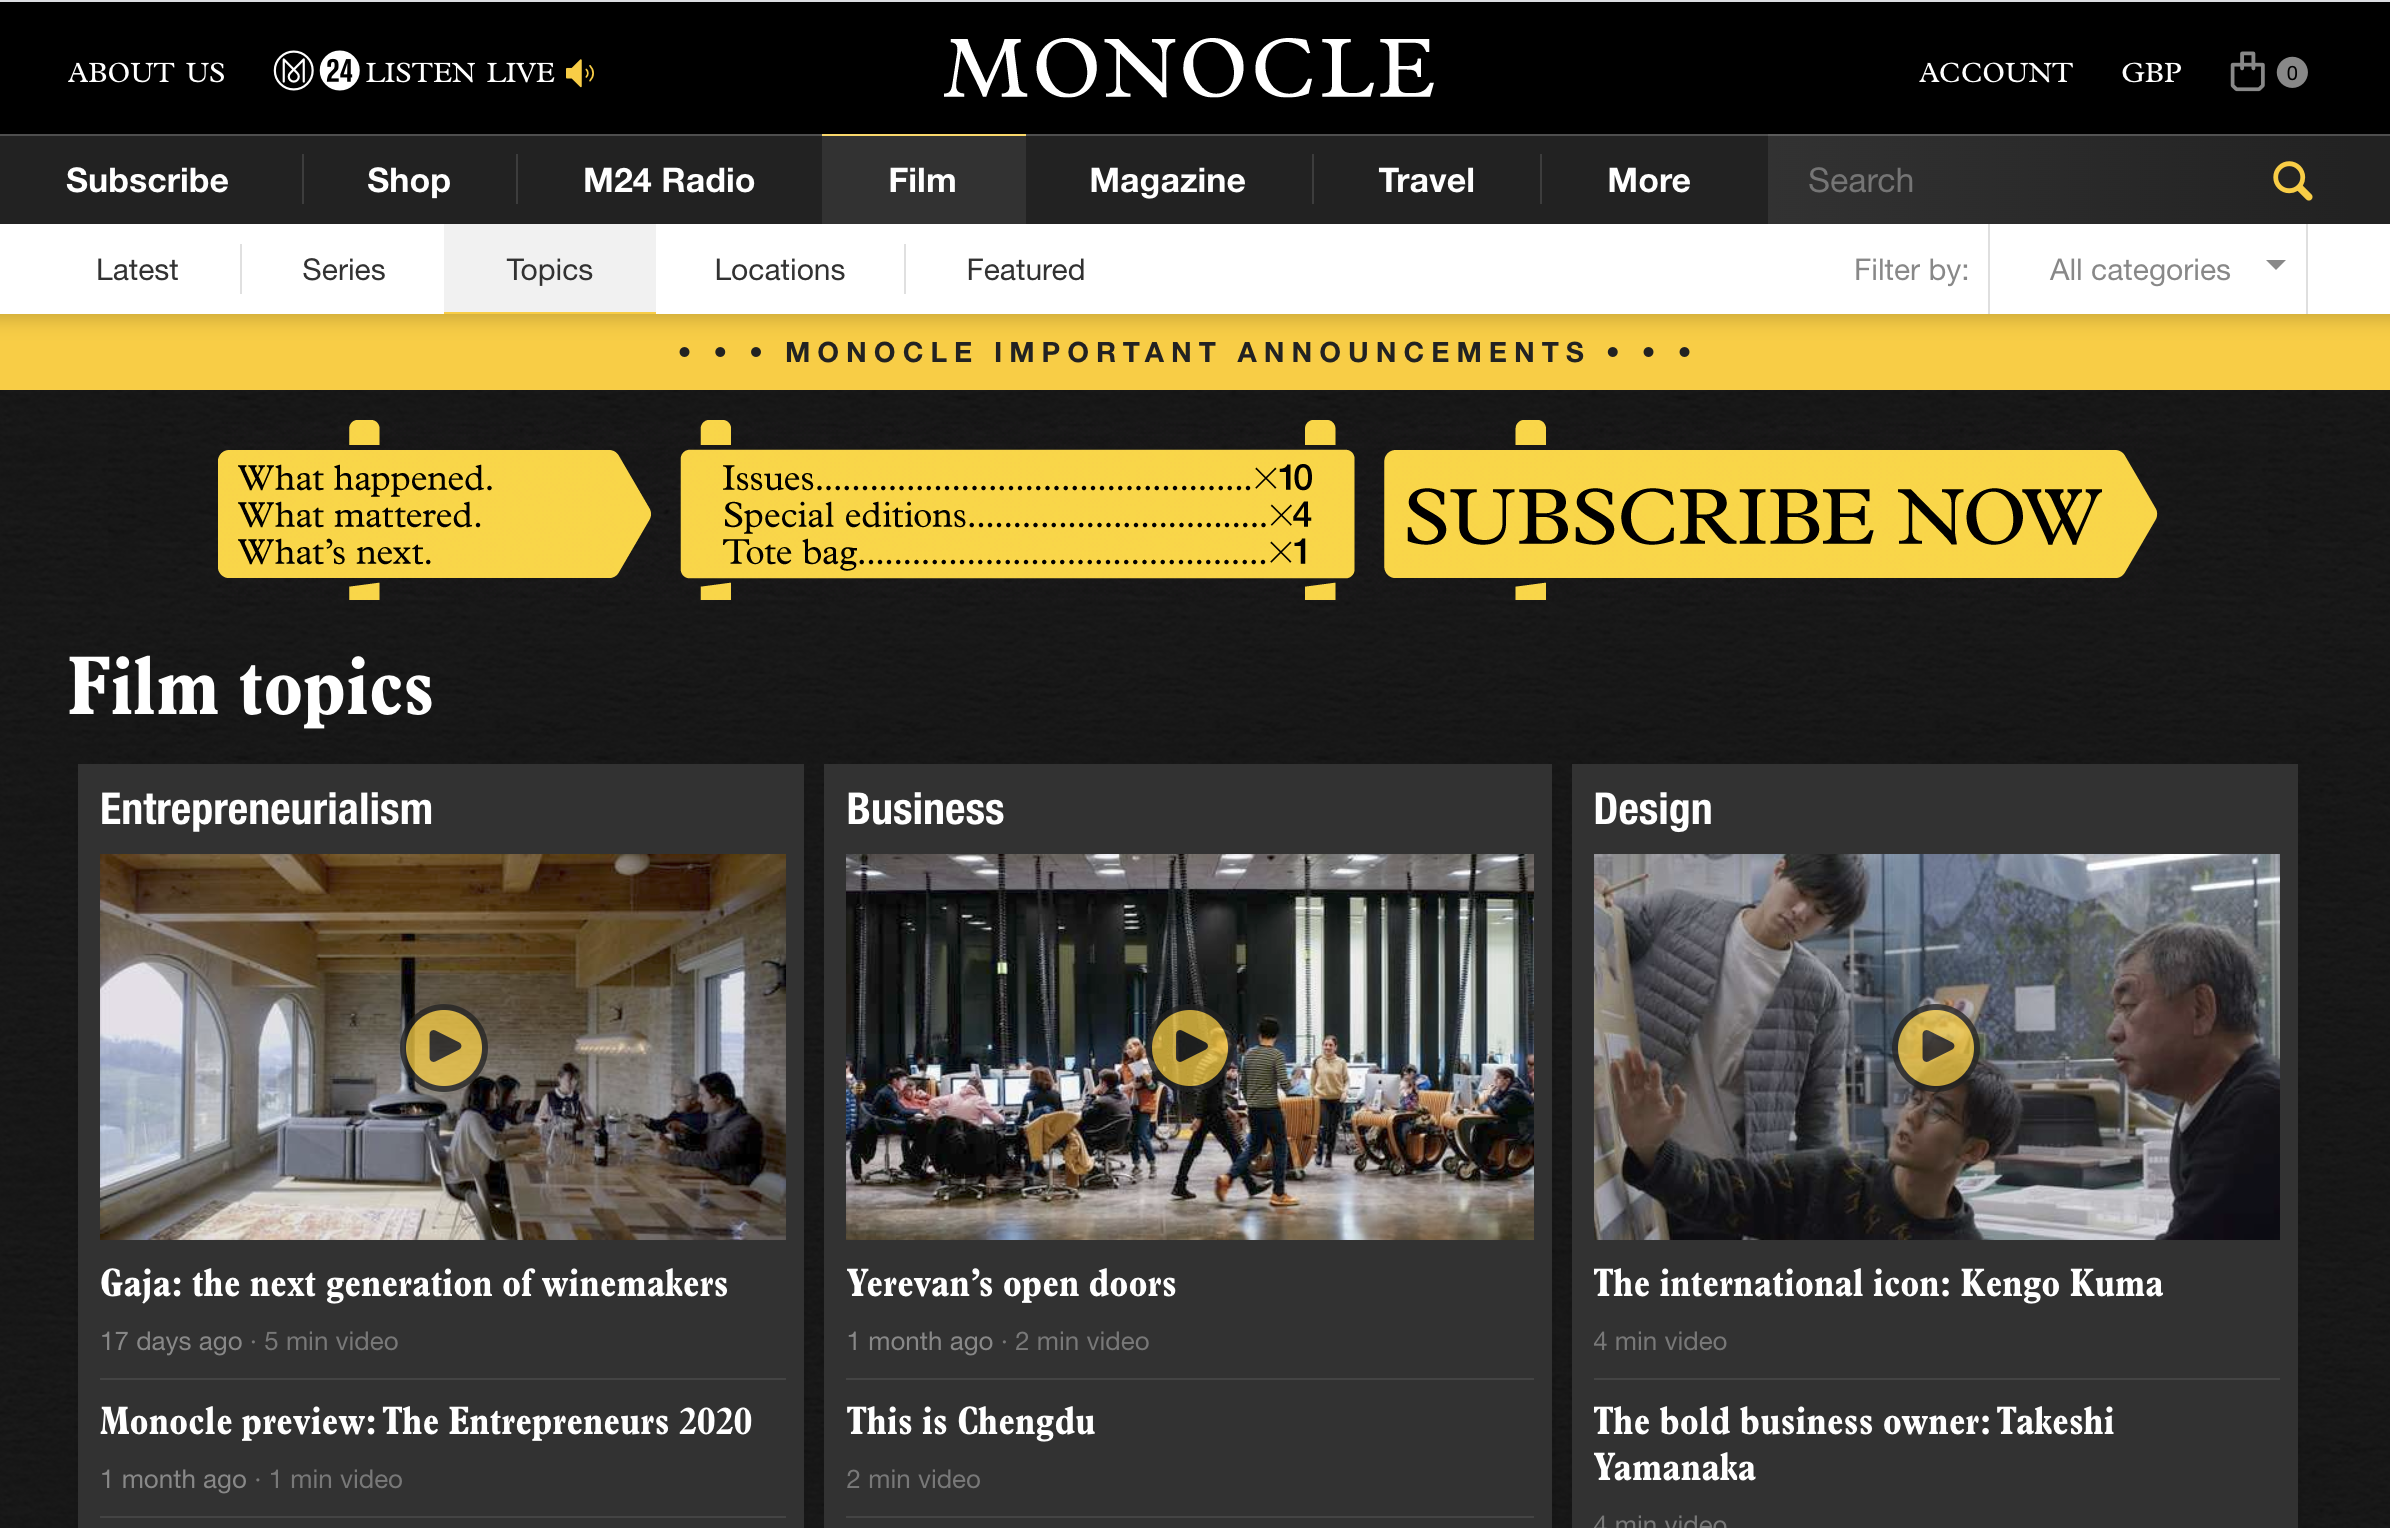 ABOUT US
24 LISTEN LIVE
MONOCLE
ACCOUNT
GBP
0
Subscribe
Shop
M24 Radio
Film
Magazine
Travel
More
Search
Latest
Series
Topics
Locations
Featured
Filter by:
All categories
• • • MONOCLE IMPORTANT ANNOUNCEMENTS • • •
What happened.
What mattered.
What’s next.
Issues................................................×10
Special editions.................................×4
Tote bag.............................................×1
SUBSCRIBE NOW
Film topics
Entrepreneurialism
Gaja: the next generation of winemakers
17 days ago · 5 min video
Monocle preview: The Entrepreneurs 2020
1 month ago · 1 min video
Business
Yerevan’s open doors
1 month ago · 2 min video
This is Chengdu
2 min video
Design
The international icon: Kengo Kuma
4 min video
The bold business owner: Takeshi
Yamanaka
4 min video